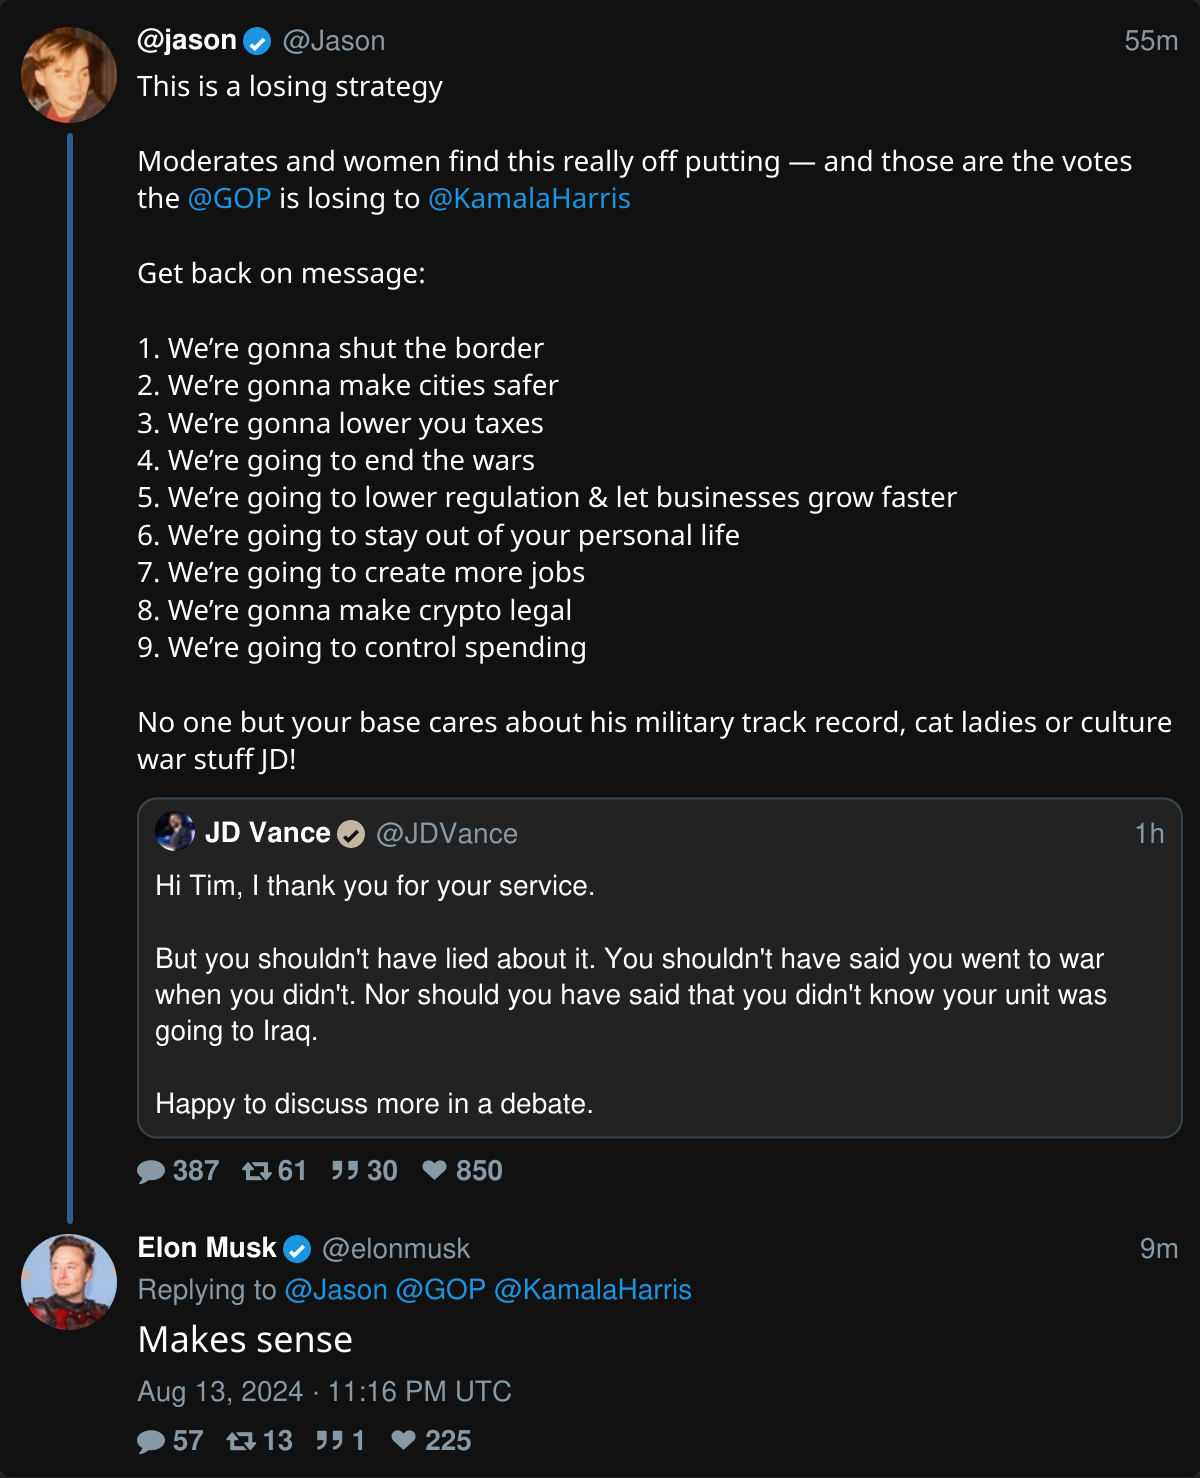 @jason @Jason 55m
This is a losing strategy
Moderates and women find this really off putting — and those are the votes
the @GOP is losing to @KamalaHarris
Get back on message:
1. We’re gonna shut the border
2. We’re gonna make cities safer
3. We’re gonna lower you taxes
4. We’re going to end the wars
5. We’re going to lower regulation & let businesses grow faster
6. We’re going to stay out of your personal life
7. We’re going to create more jobs
8. We’re gonna make crypto legal
9. We’re going to control spending
No one but your base cares about his military track record, cat ladies or culture
war stuff JD!
JD Vance @JDVance 1h
Hi Tim, I thank you for your service.
But you shouldn't have lied about it. You shouldn't have said you went to war
when you didn't. Nor should you have said that you didn't know your unit was
going to Iraq.
Happy to discuss more in a debate.
387 61 30 850
Elon Musk @elonmusk 9m
Replying to @Jason @GOP @KamalaHarris
Makes sense
Aug 13, 2024 · 11:16 PM UTC
57 13 1 225